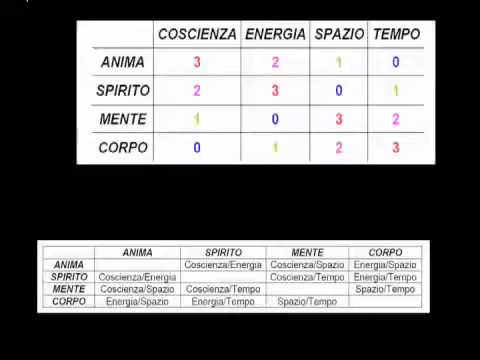 COSCIENZA ENERGIA SPAZIO TEMPO
ANIMA 3 2 1 0
SPIRITO 2 3 0 1
MENTE 1 0 3 2
CORPO 0 1 2 3
ANIMA SPIRITO MENTE CORPO
ANIMA Coscienza/Energia Coscienza/Spazio Energia/Spazio
SPIRITO Coscienza/Energia Coscienza/Tempo Energia/Tempo
MENTE Coscienza/Spazio Coscienza/Tempo Spazio/Tempo
CORPO Energia/Spazio Energia/Tempo Spazio/Tempo